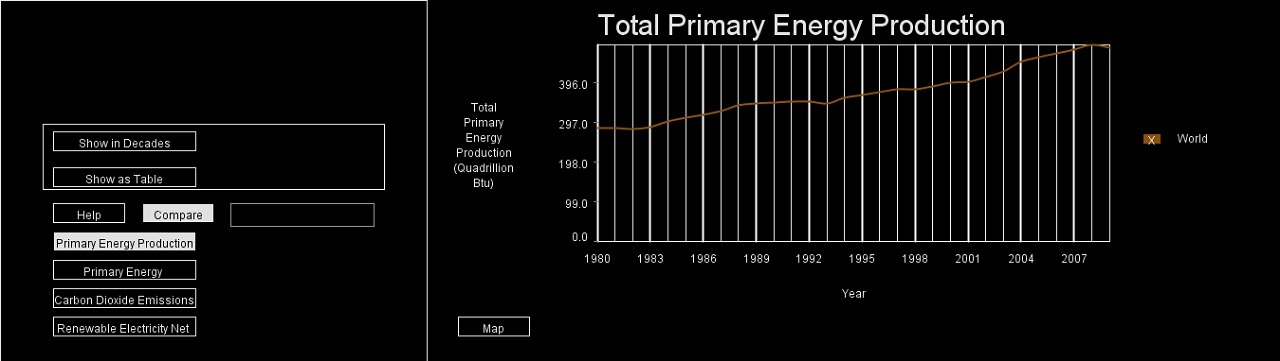 Show in Decades
Show as Table
Help
Compare
Primary Energy Production
Primary Energy
Carbon Dioxide Emissions
Renewable Electricity Net
Total Primary Energy Production
Total
Primary
Energy
Production
(Quadrillion
Btu)
396.0
297.0
198.0
99.0
0.0
1980 1983 1986 1989 1992 1995 1998 2001 2004 2007
Year
X World
Map